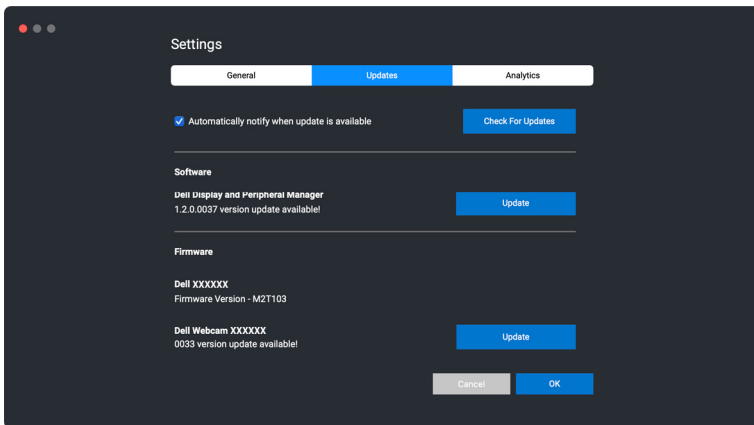 Settings
General
Updates
Analytics
Automatically notify when update is available
Check For Updates
Software
Dell Display and Peripheral Manager
1.2.0.0037 version update available!
Update
Firmware
Dell XXXXXX
Firmware Version - M2T103
Dell Webcam XXXXXX
0033 version update available!
Update
Cancel
OK